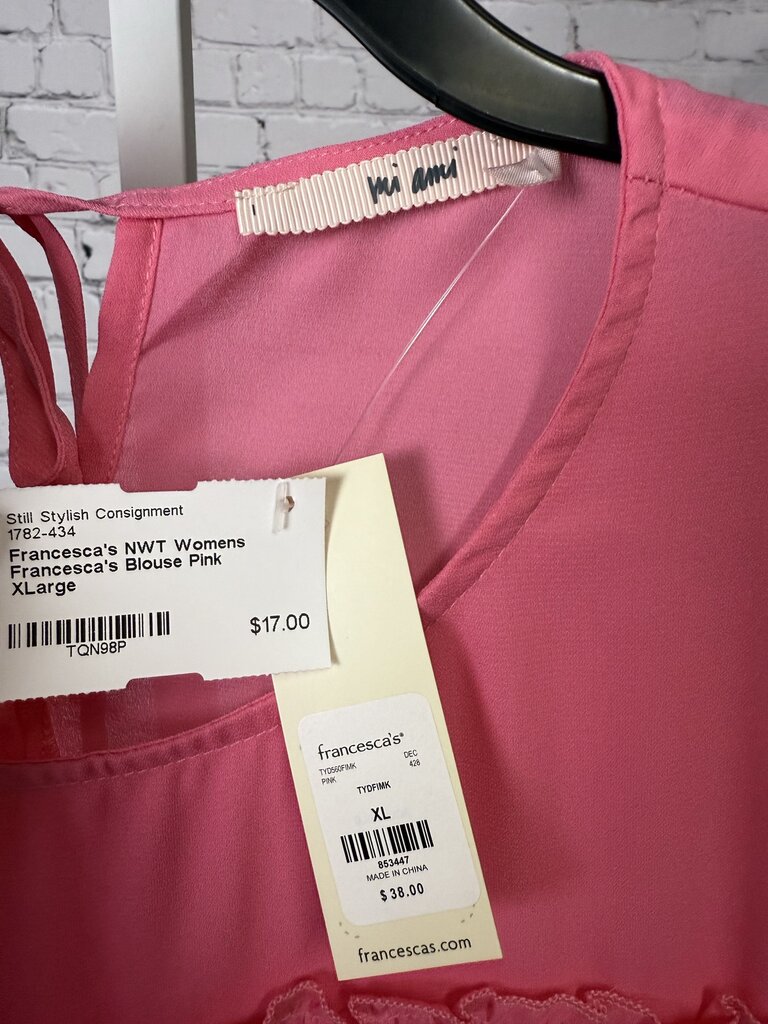 mi ami
Still Stylish Consignment
1782-434
Francesca's NWT Womens
Francesca's Blouse Pink
XLarge
$17.00
TQN98P
francesca's®
TYD560FIMK DEC
PINK 428
TYDFIMK
XL
853447
MADE IN CHINA
$38.00
francescas.com